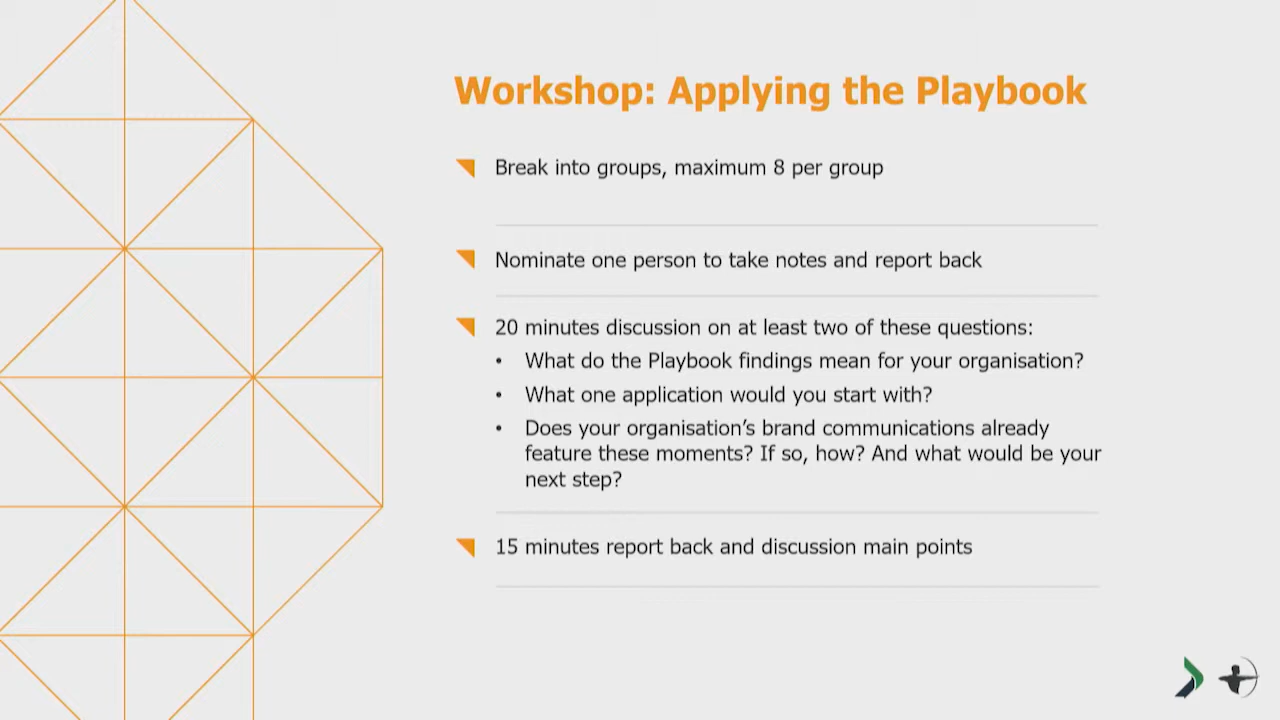 Workshop: Applying the Playbook
Break into groups, maximum 8 per group
Nominate one person to take notes and report back
20 minutes discussion on at least two of these questions:
• What do the Playbook findings mean for your organisation?
• What one application would you start with?
• Does your organisation’s brand communications already
feature these moments? If so, how? And what would be your
next step?
15 minutes report back and discussion main points